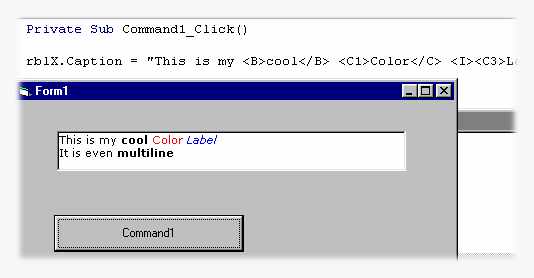 Private Sub Command1_Click()
rblX.Caption = "This is my <B>cool</B> <C1>Color</C> <I><C3>L
Form1
This is my cool Color Label
It is even multiline
Command1